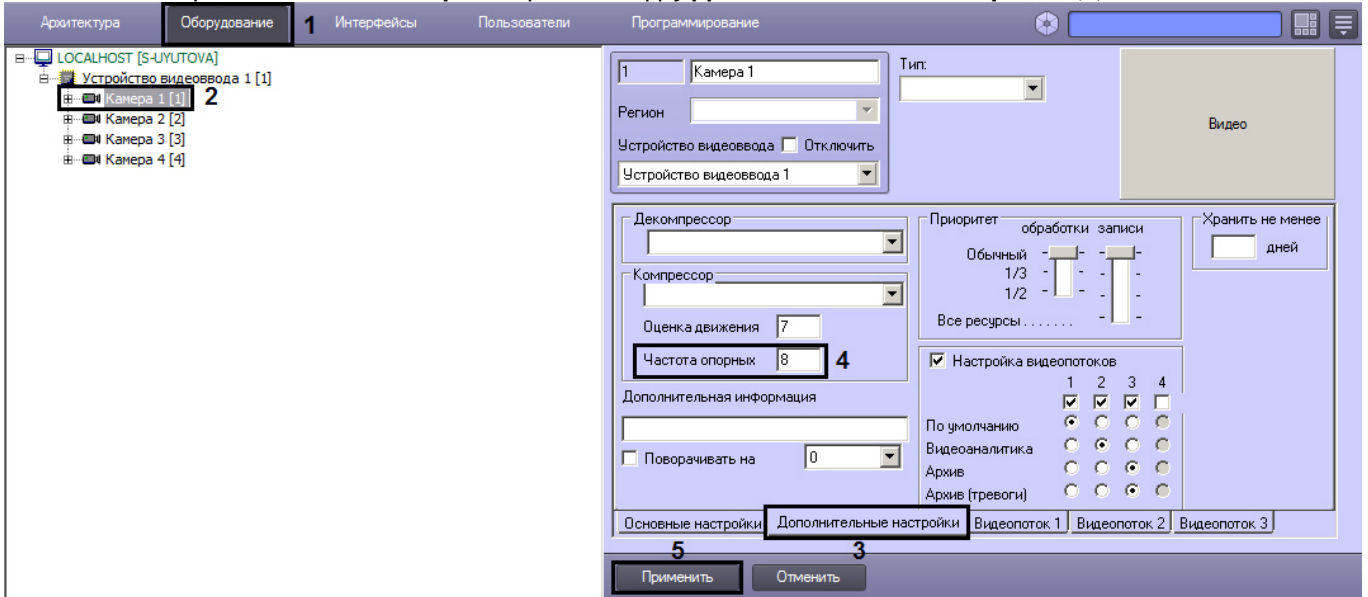 Архитектура Оборудование 1 Интерфейсы Пользователи Программирование
LOCALHOST [S-UYUTOVA]
Устройство видеоввода 1 [1]
Камера 1 [1] 2
Камера 2 [2]
Камера 3 [3]
Камера 4 [4]
1 Камера 1
Тип:
Регион
Видео
Устройство видеоввода Отключить
Устройство видеоввода 1
Декомпрессор
Компрессор
Оценка движения 7
Частота опорных 8 4
Дополнительная информация
Поворачивать на 0
Приоритет
обработки записи
Обычный
1/3
1/2
Все ресурсы . . . . . . .
Хранить не менее
дней
Настройка видеопотоков
1 2 3 4
По умолчанию
Видеоаналитика
Архив
Архив (тревоги)
Основные настройки Дополнительные настройки Видеопоток 1 Видеопоток 2 Видеопоток 3
5 3
Применить Отменить